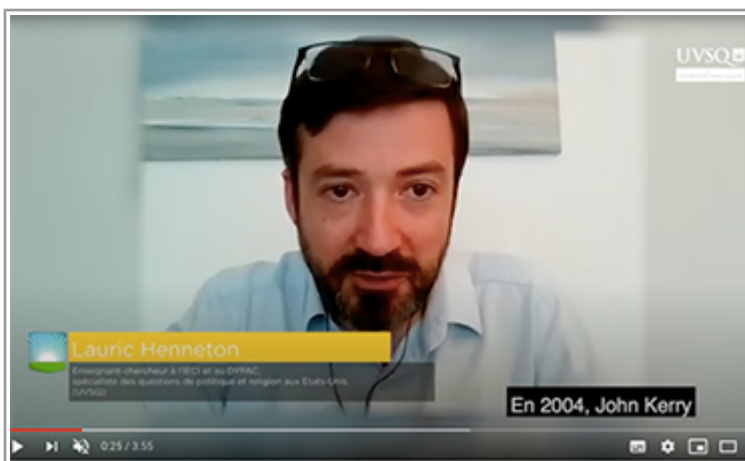 UVSQ
Lauric Henneton
Enseignant-chercheur à l'IECI et au DYPAC,
spécialiste des questions de politique et religion aux Etats-Unis
(UVSQ)
En 2004, John Kerry
0:25 / 3:55